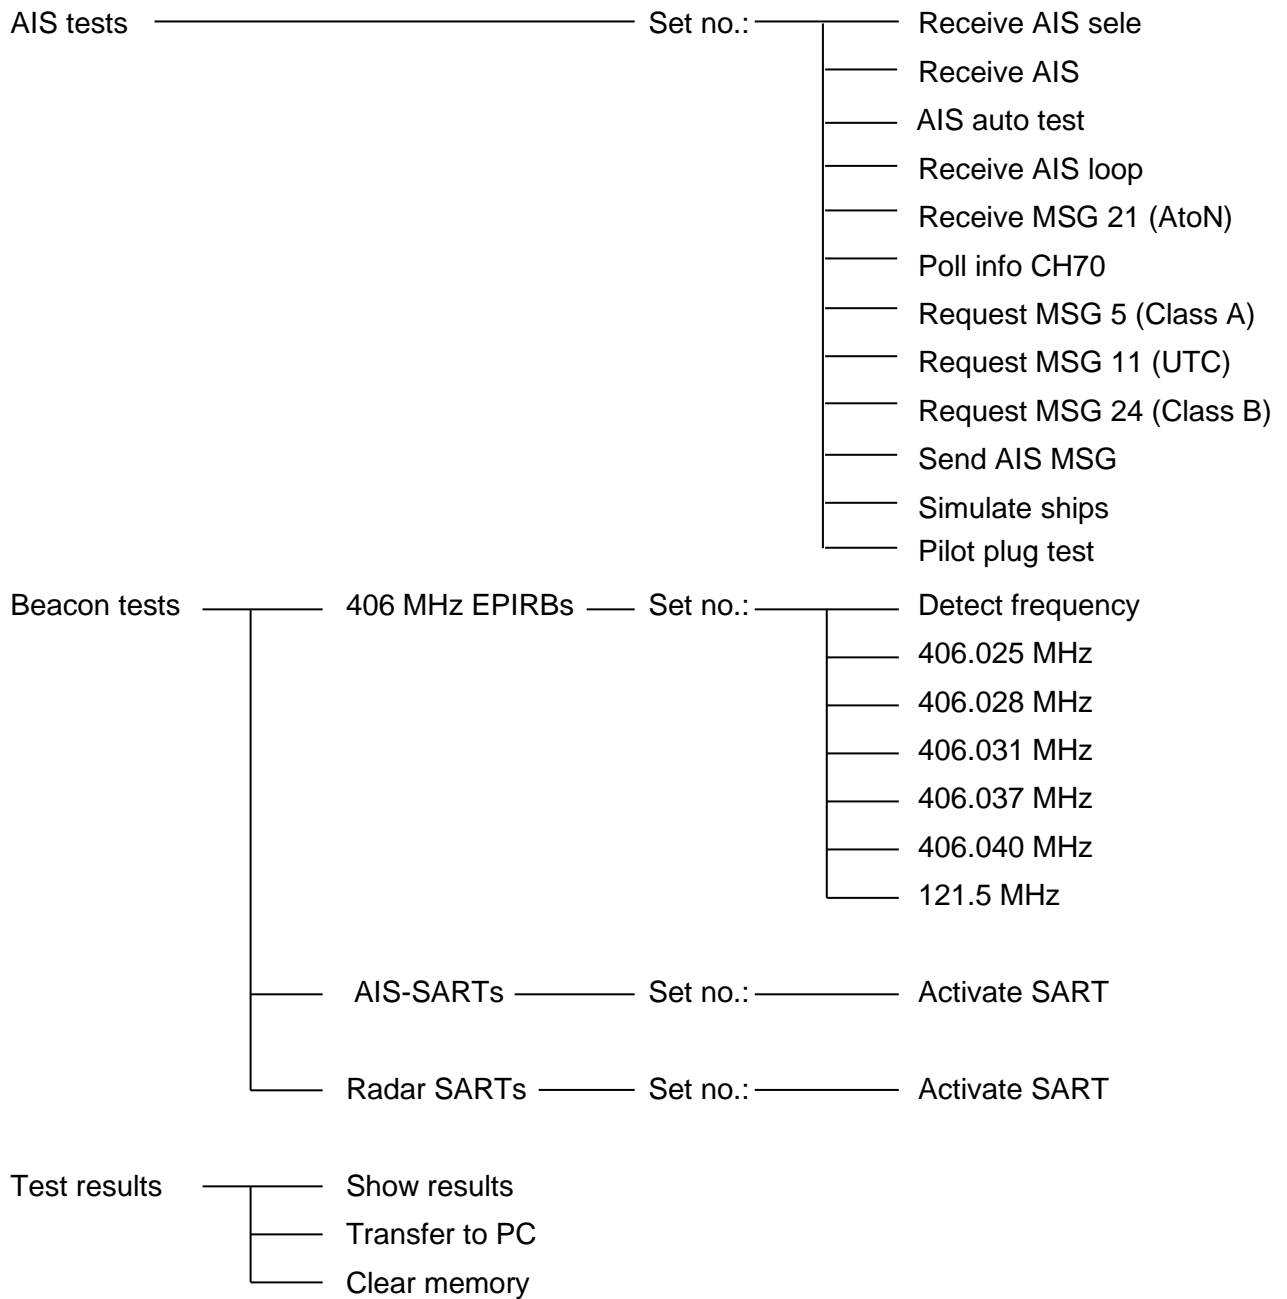 AIS tests Set no.: Receive AIS sele
Receive AIS
AIS auto test
Receive AIS loop
Receive MSG 21 (AtoN)
Poll info CH70
Request MSG 5 (Class A)
Request MSG 11 (UTC)
Request MSG 24 (Class B)
Send AIS MSG
Simulate ships
Pilot plug test
Beacon tests 406 MHz EPIRBs Set no.: Detect frequency
406.025 MHz
406.028 MHz
406.031 MHz
406.037 MHz
406.040 MHz
121.5 MHz
AIS-SARTs Set no.: Activate SART
Radar SARTs Set no.: Activate SART
Test results Show results
Transfer to PC
Clear memory